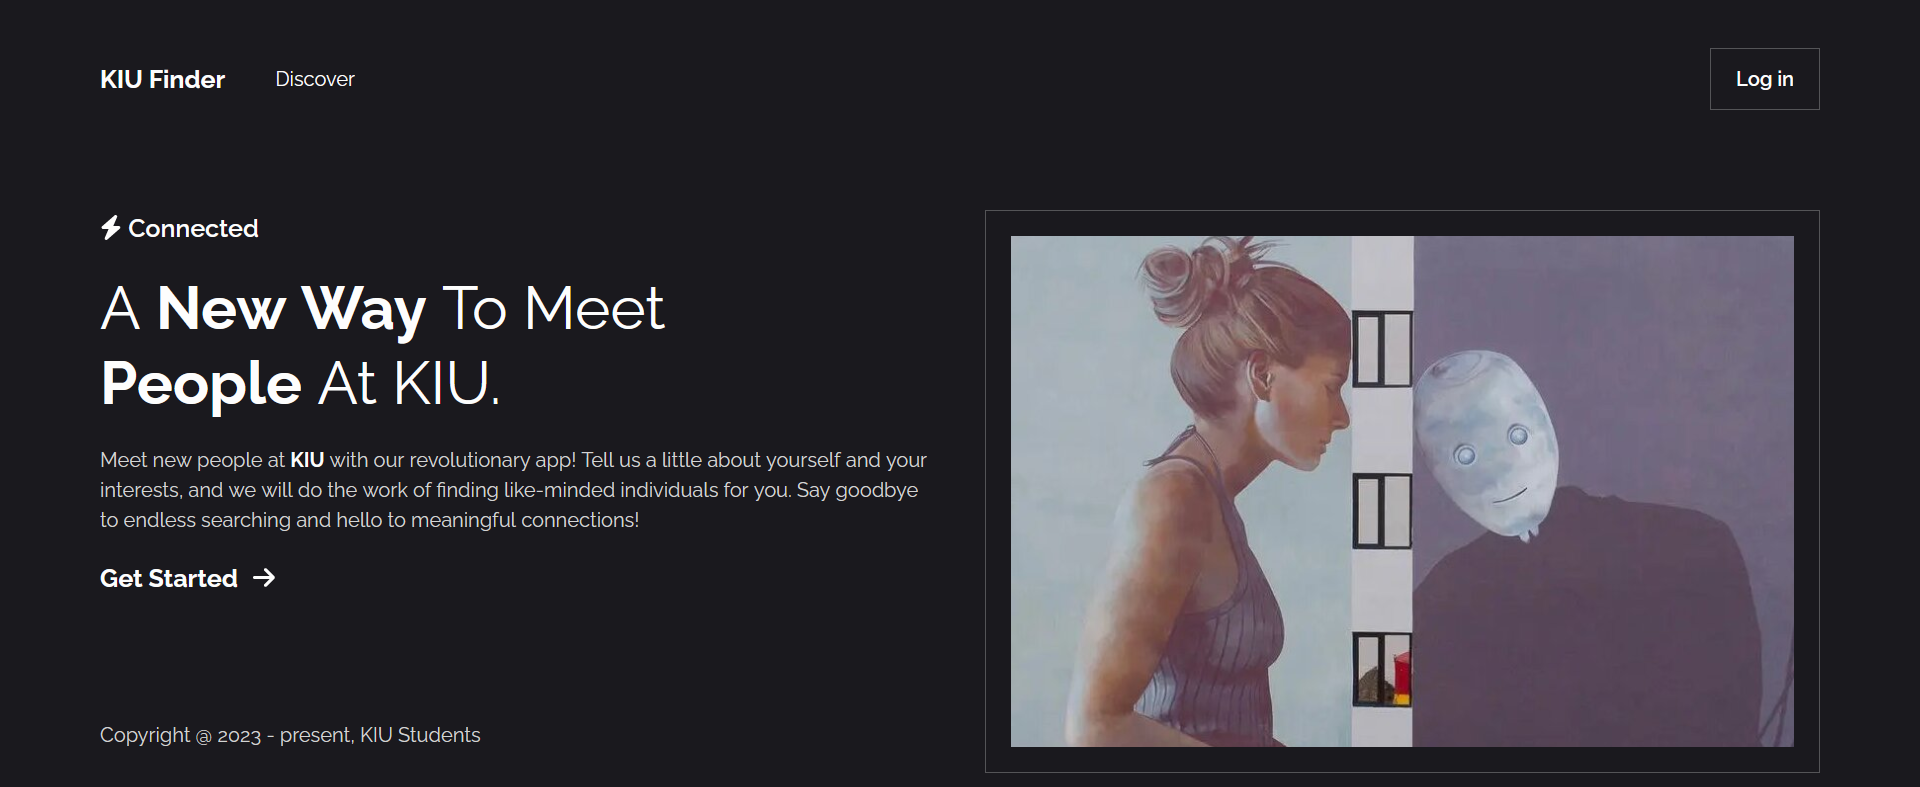 KIU Finder
Discover
Log in
Connected
A New Way To Meet
People At KIU.
Meet new people at KIU with our revolutionary app! Tell us a little about yourself and your
interests, and we will do the work of finding like-minded individuals for you. Say goodbye
to endless searching and hello to meaningful connections!
Get Started
Copyright @ 2023 - present, KIU Students